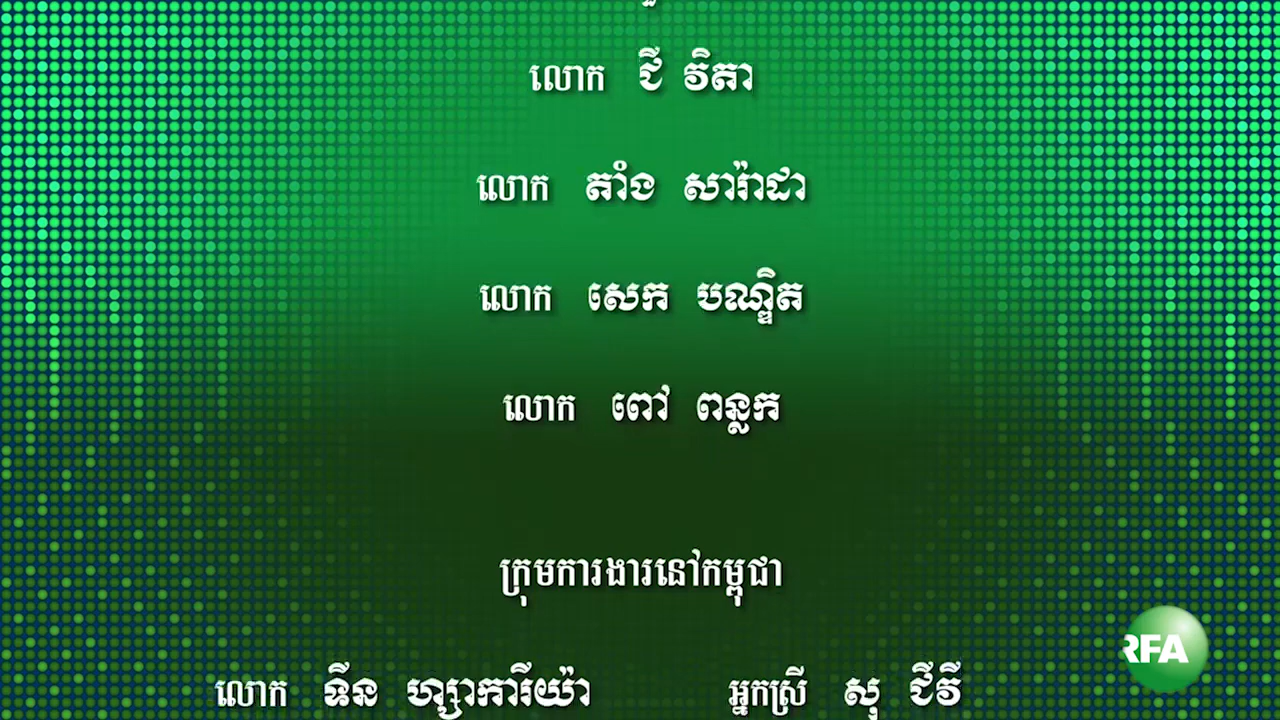 លោក ជី វិតា
លោក តាំង សារ៉ាដា
លោក សេក បណ្ឌិត
លោក ពៅ ពន្លក
ក្រុមការងារនៅកម្ពុជា
លោក ទីន ហ្សាការីយ៉ា អ្នកស្រី សុ ជីវី
RFA